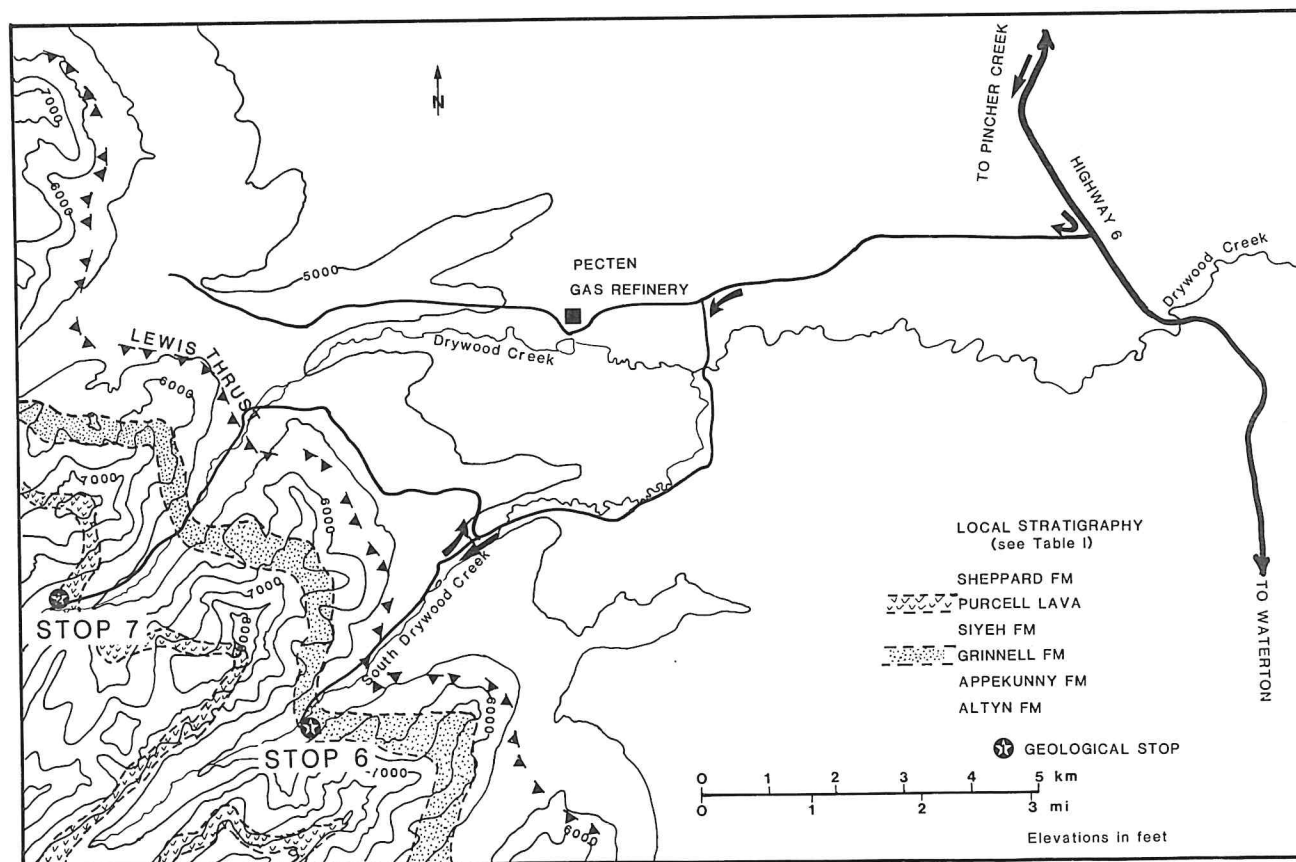 7000
6000
N
5000
PECTEN
GAS REFINERY
TO PINCHER CREEK
HIGHWAY 6
Drywood Creek
Drywood Creek
LEWIS THRUST
6000
7000
6000
7000
8000
STOP 7
South Drywood Creek
STOP 6
7000
6000
6000
TO WATERTON
LOCAL STRATIGRAPHY
(see Table I)
SHEPPARD FM
PURCELL LAVA
SIYEH FM
GRINNELL FM
APPEKUNNY FM
ALTYN FM
GEOLOGICAL STOP
0 1 2 3 4 5 km
0 1 2 3 mi
Elevations in feet